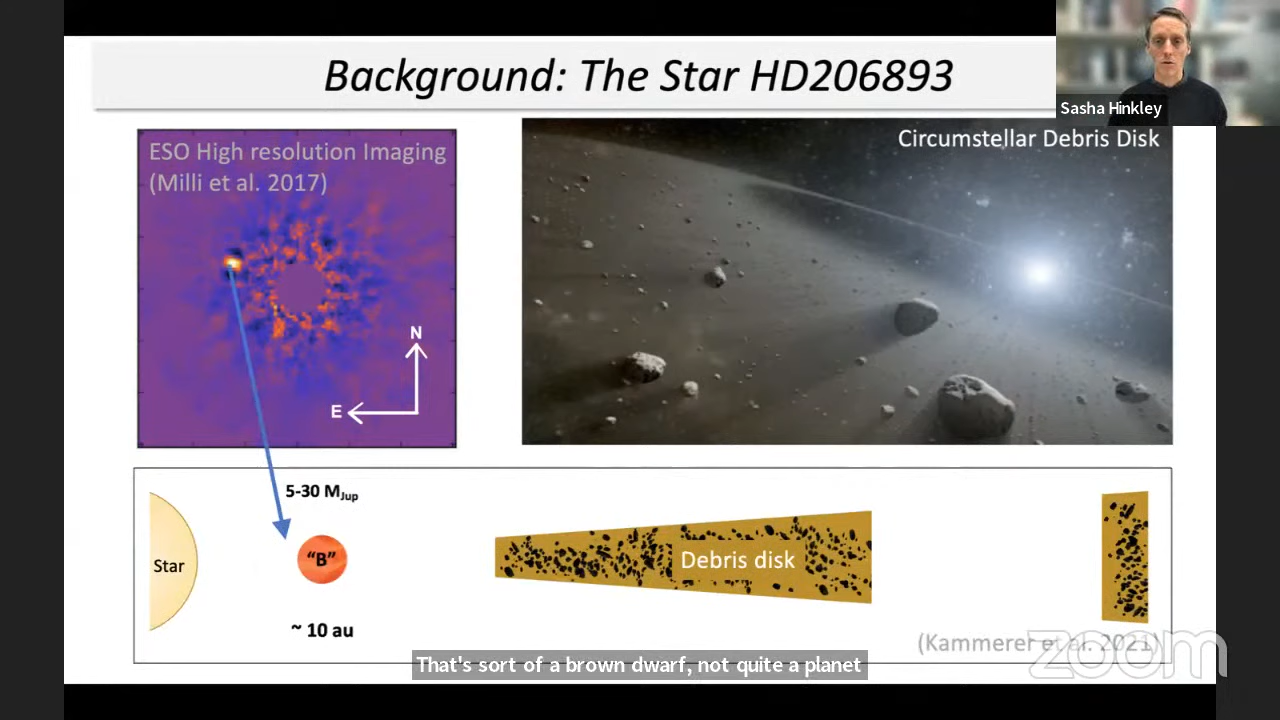 Background: The Star HD206893
Sasha Hinkley
ESO High resolution Imaging
(Milli et al. 2017)
N
E
Circumstellar Debris Disk
5-30 MJup
Star
“B”
~ 10 au
Debris disk
(Kammerer et al. 2021)
zoom
That's sort of a brown dwarf, not quite a planet